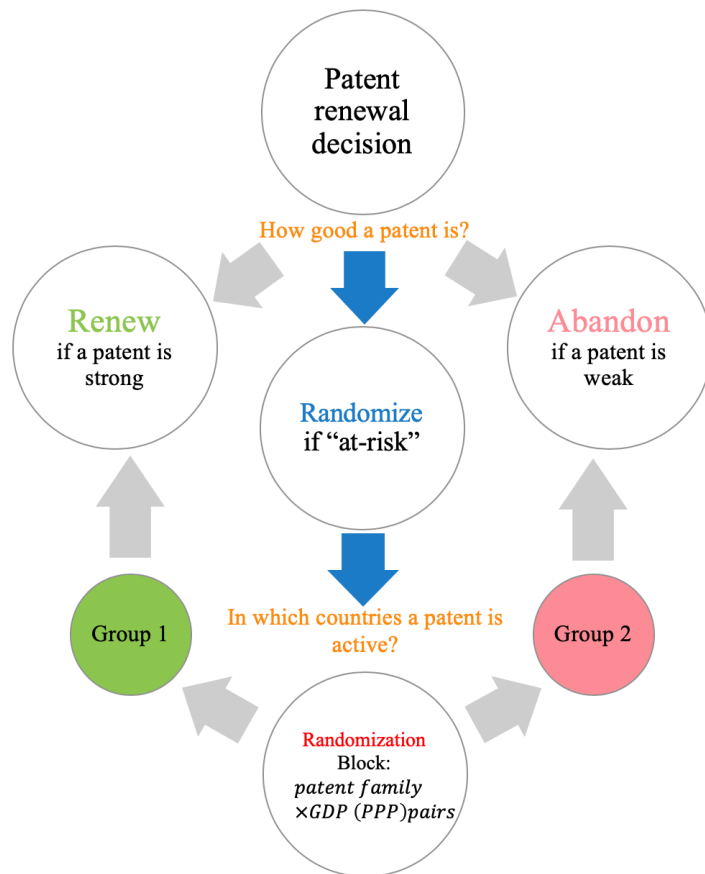 Patent
renewal
decision
How good a patent is?
Renew
if a patent is
strong
Abandon
if a patent is
weak
Randomize
if “at-risk”
In which countries a patent is
active?
Group 1
Group 2
Randomization
Block:
patent family
×GDP (PPP)pairs